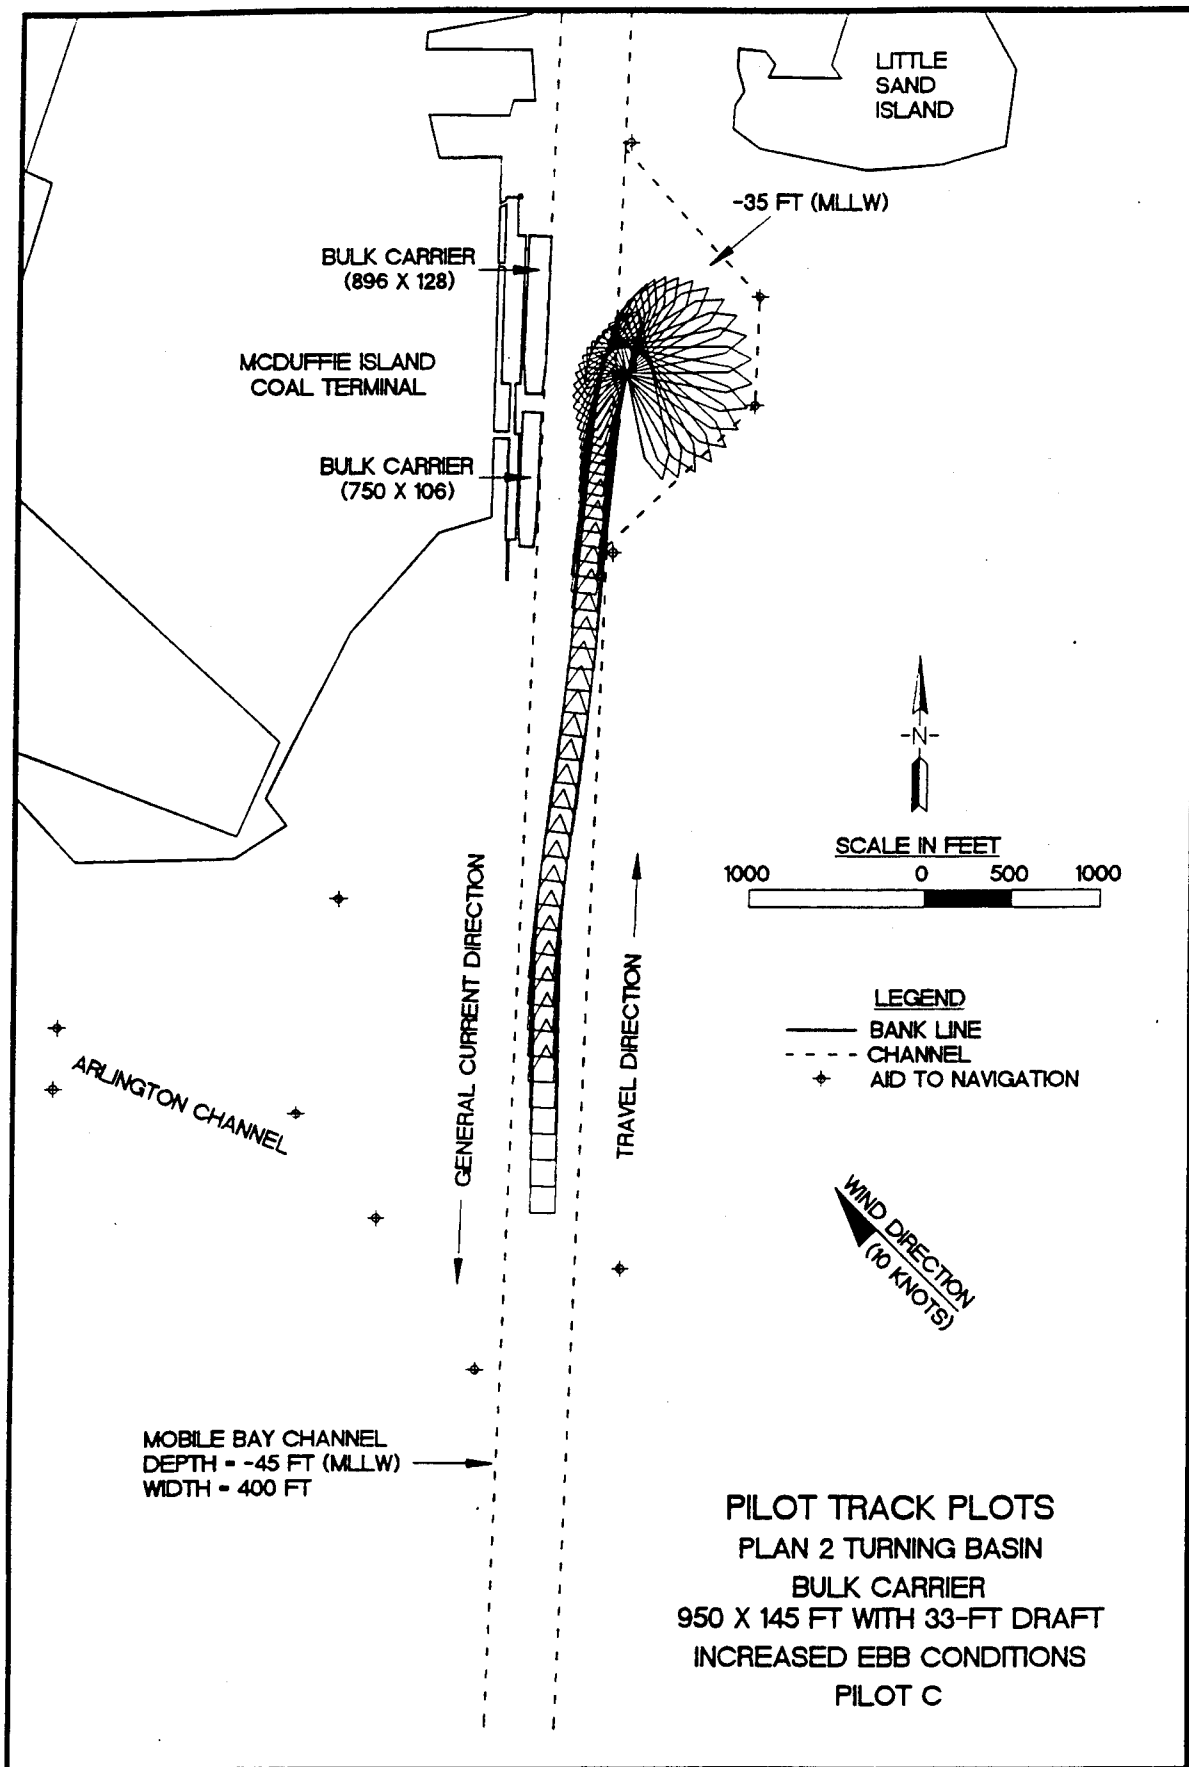 LITTLE
SAND
ISLAND
-35 FT (MLLW)
BULK CARRIER
(896 X 128)
MCDUFFIE ISLAND
COAL TERMINAL
BULK CARRIER
(750 X 106)
-N-
SCALE IN FEET
1000 0 500 1000
GENERAL CURRENT DIRECTION
TRAVEL DIRECTION
LEGEND
BANK LINE
CHANNEL
AID TO NAVIGATION
ARLINGTON CHANNEL
WIND DIRECTION
(10 KNOTS)
MOBILE BAY CHANNEL
DEPTH = -45 FT (MLLW)
WIDTH = 400 FT
PILOT TRACK PLOTS
PLAN 2 TURNING BASIN
BULK CARRIER
950 X 145 FT WITH 33-FT DRAFT
INCREASED EBB CONDITIONS
PILOT C